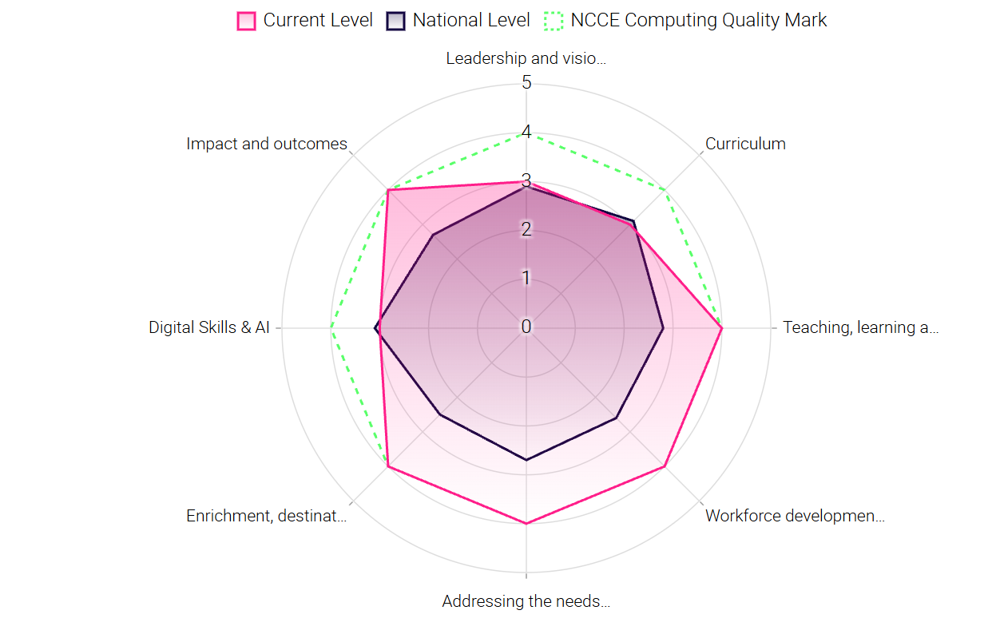 Current Level National Level NCCE Computing Quality Mark
Leadership and visio...
5
Impact and outcomes
4
Curriculum
3
2
1
Digital Skills & AI
0
Teaching, learning a...
Enrichment, destinat...
Workforce developmen...
Addressing the needs...